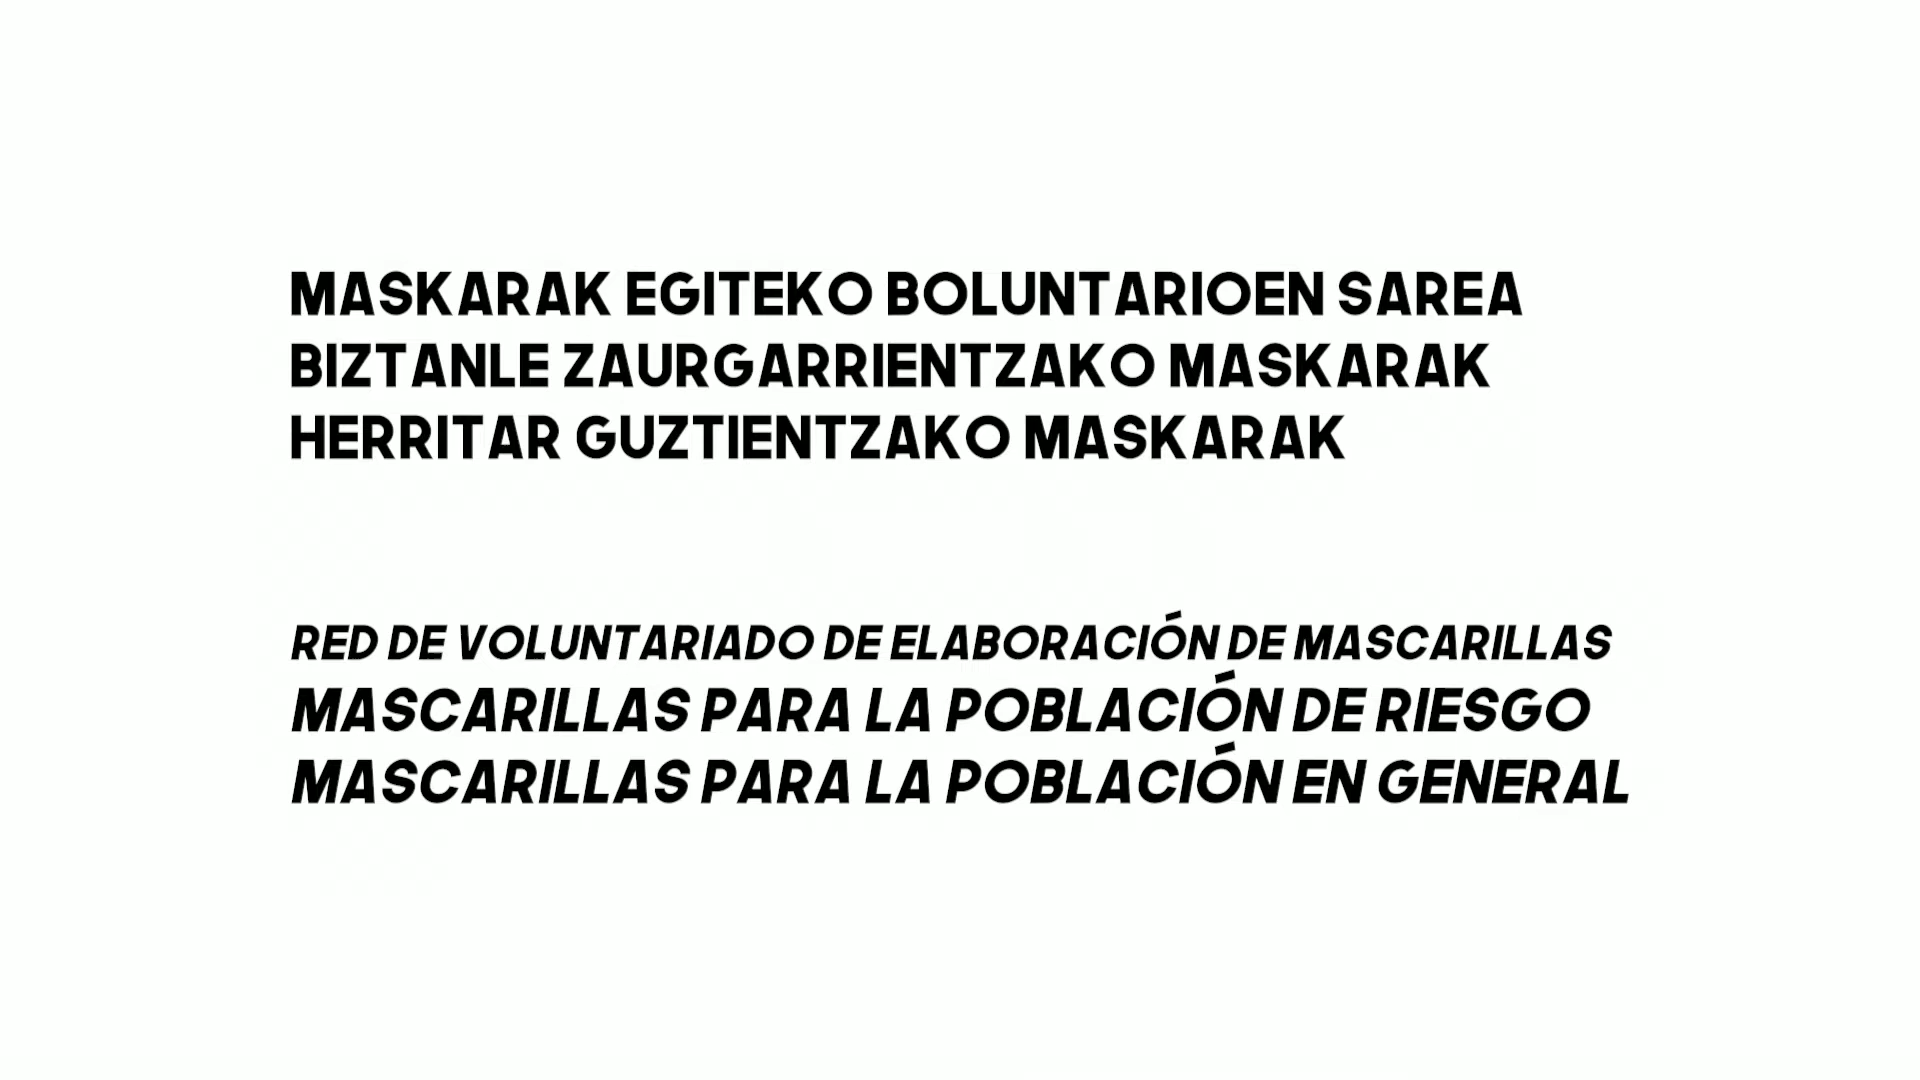 MASKARAK EGITEKO BOLUNTARIOEN SAREA
BIZTANLE ZAURGARRIENTZAKO MASKARAK
HERRITAR GUZTIENTZAKO MASKARAK
RED DE VOLUNTARIADO DE ELABORACIÓN DE MASCARILLAS
MASCARILLAS PARA LA POBLACIÓN DE RIESGO
MASCARILLAS PARA LA POBLACIÓN EN GENERAL